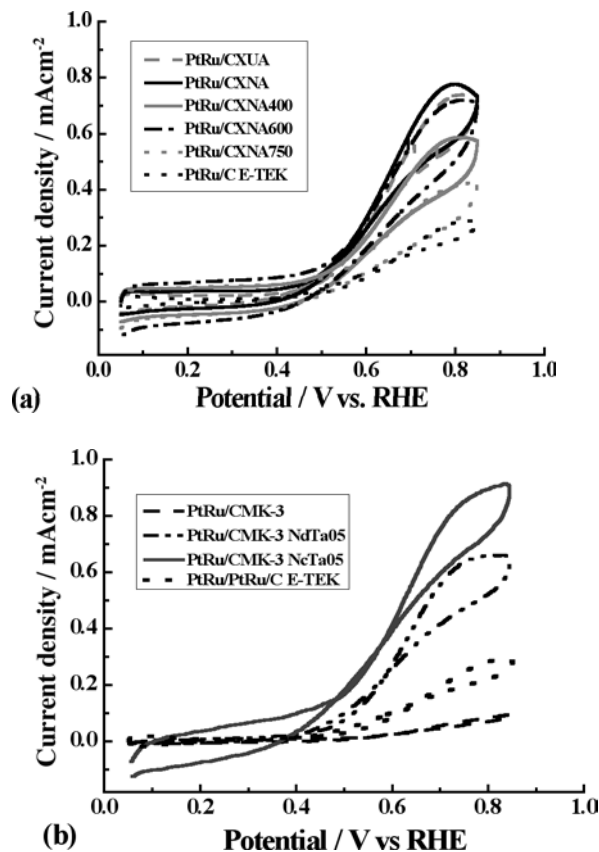 Current density / mAcm-2
1.0
0.8
0.6
0.4
0.2
0.0
PtRu/CXUA
PtRu/CXNA
PtRu/CXNA400
PtRu/CXNA600
PtRu/CXNA750
PtRu/C E-TEK
0.0 0.2 0.4 0.6 0.8 1.0
(a)
Potential / V vs. RHE
Current density / mAcm-2
1.0
0.8
0.6
0.4
0.2
0.0
PtRu/CMK-3
PtRu/CMK-3 NdTa05
PtRu/CMK-3 NcTa05
PtRu/PtRu/C E-TEK
0.0 0.2 0.4 0.6 0.8 1.0
(b)
Potential / V vs RHE